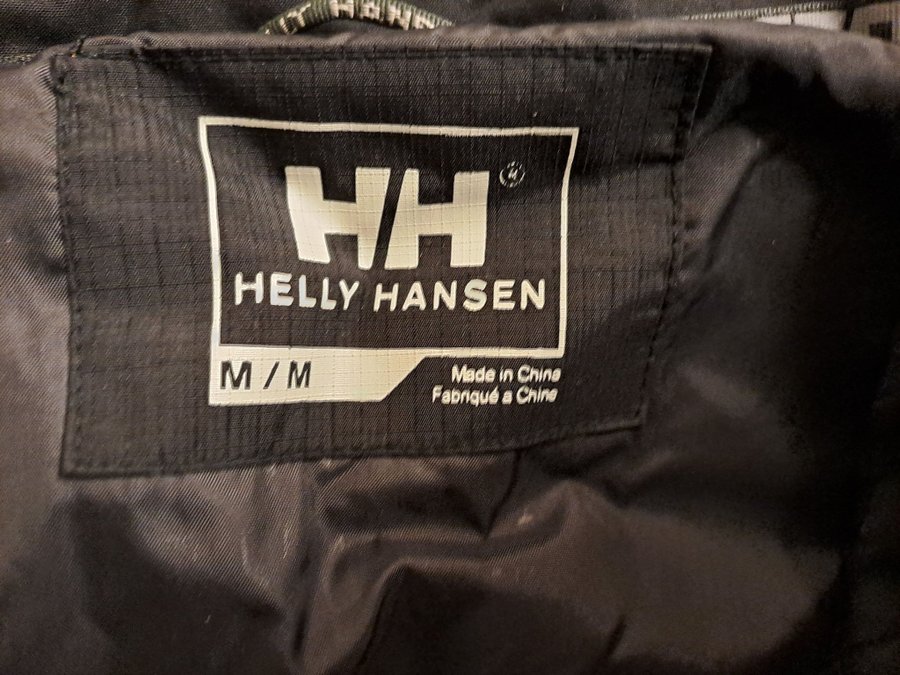 HH
HELLY HANSEN
M / M
Made in China
Fabriqué a Chine